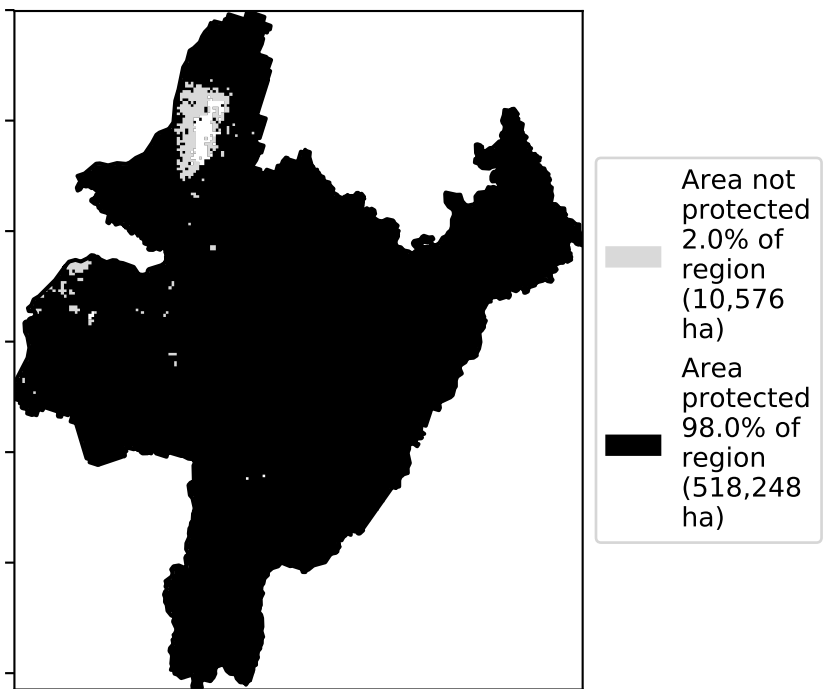 Area not
protected
2.0% of
region
(10,576
ha)
Area
protected
98.0% of
region
(518,248
ha)